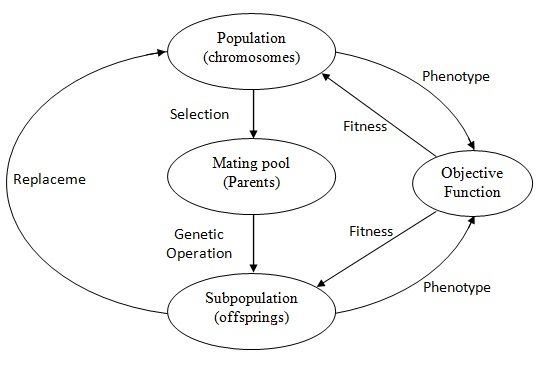 Population
(chromosomes)
Phenotype
Selection
Fitness
Mating pool
(Parents)
Objective
Function
Replaceme
Genetic
Operation
Fitness
Subpopulation
(offsprings)
Phenotype